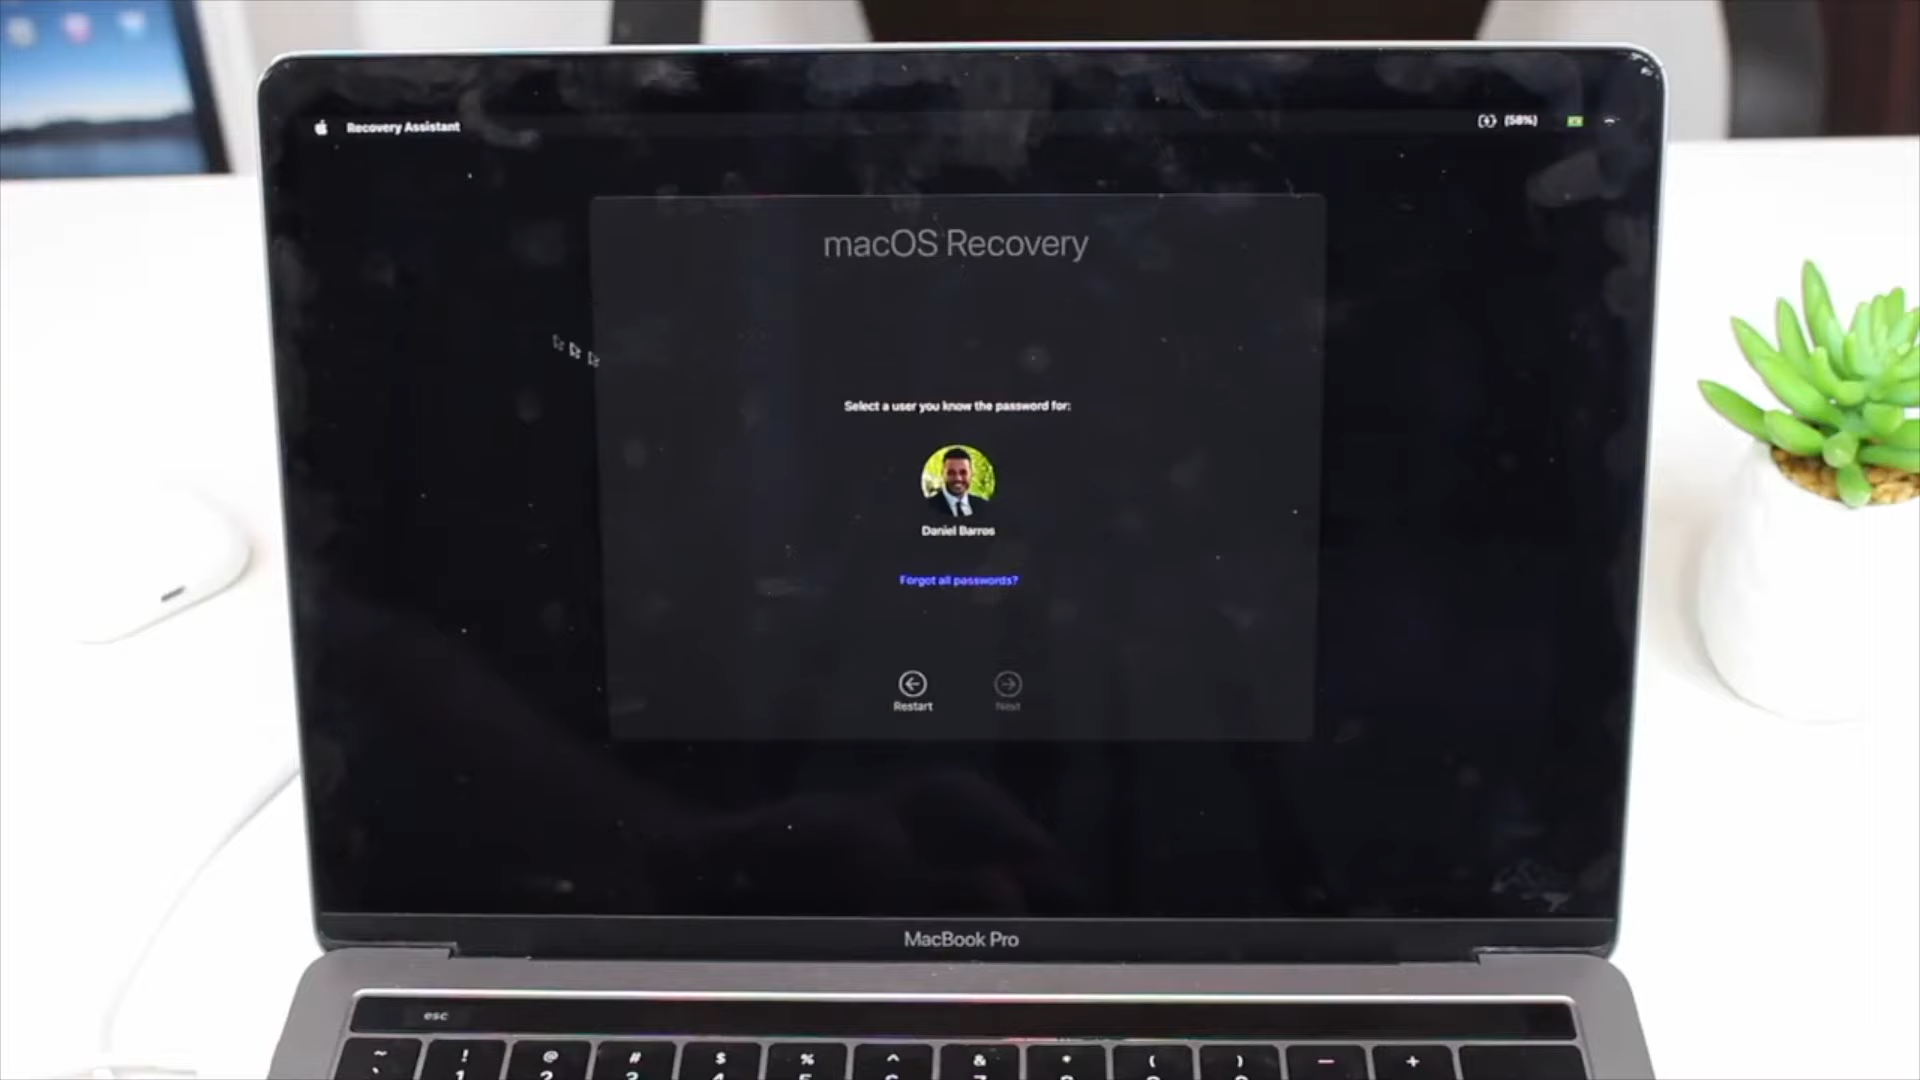 Recovery Assistant
(58%)
macOS Recovery
Select a user you know the password for:
Daniel Barros
Forgot all passwords?
Restart
Next
MacBook Pro
esc
~ ! @ # $ % ^ & * ( ) – +